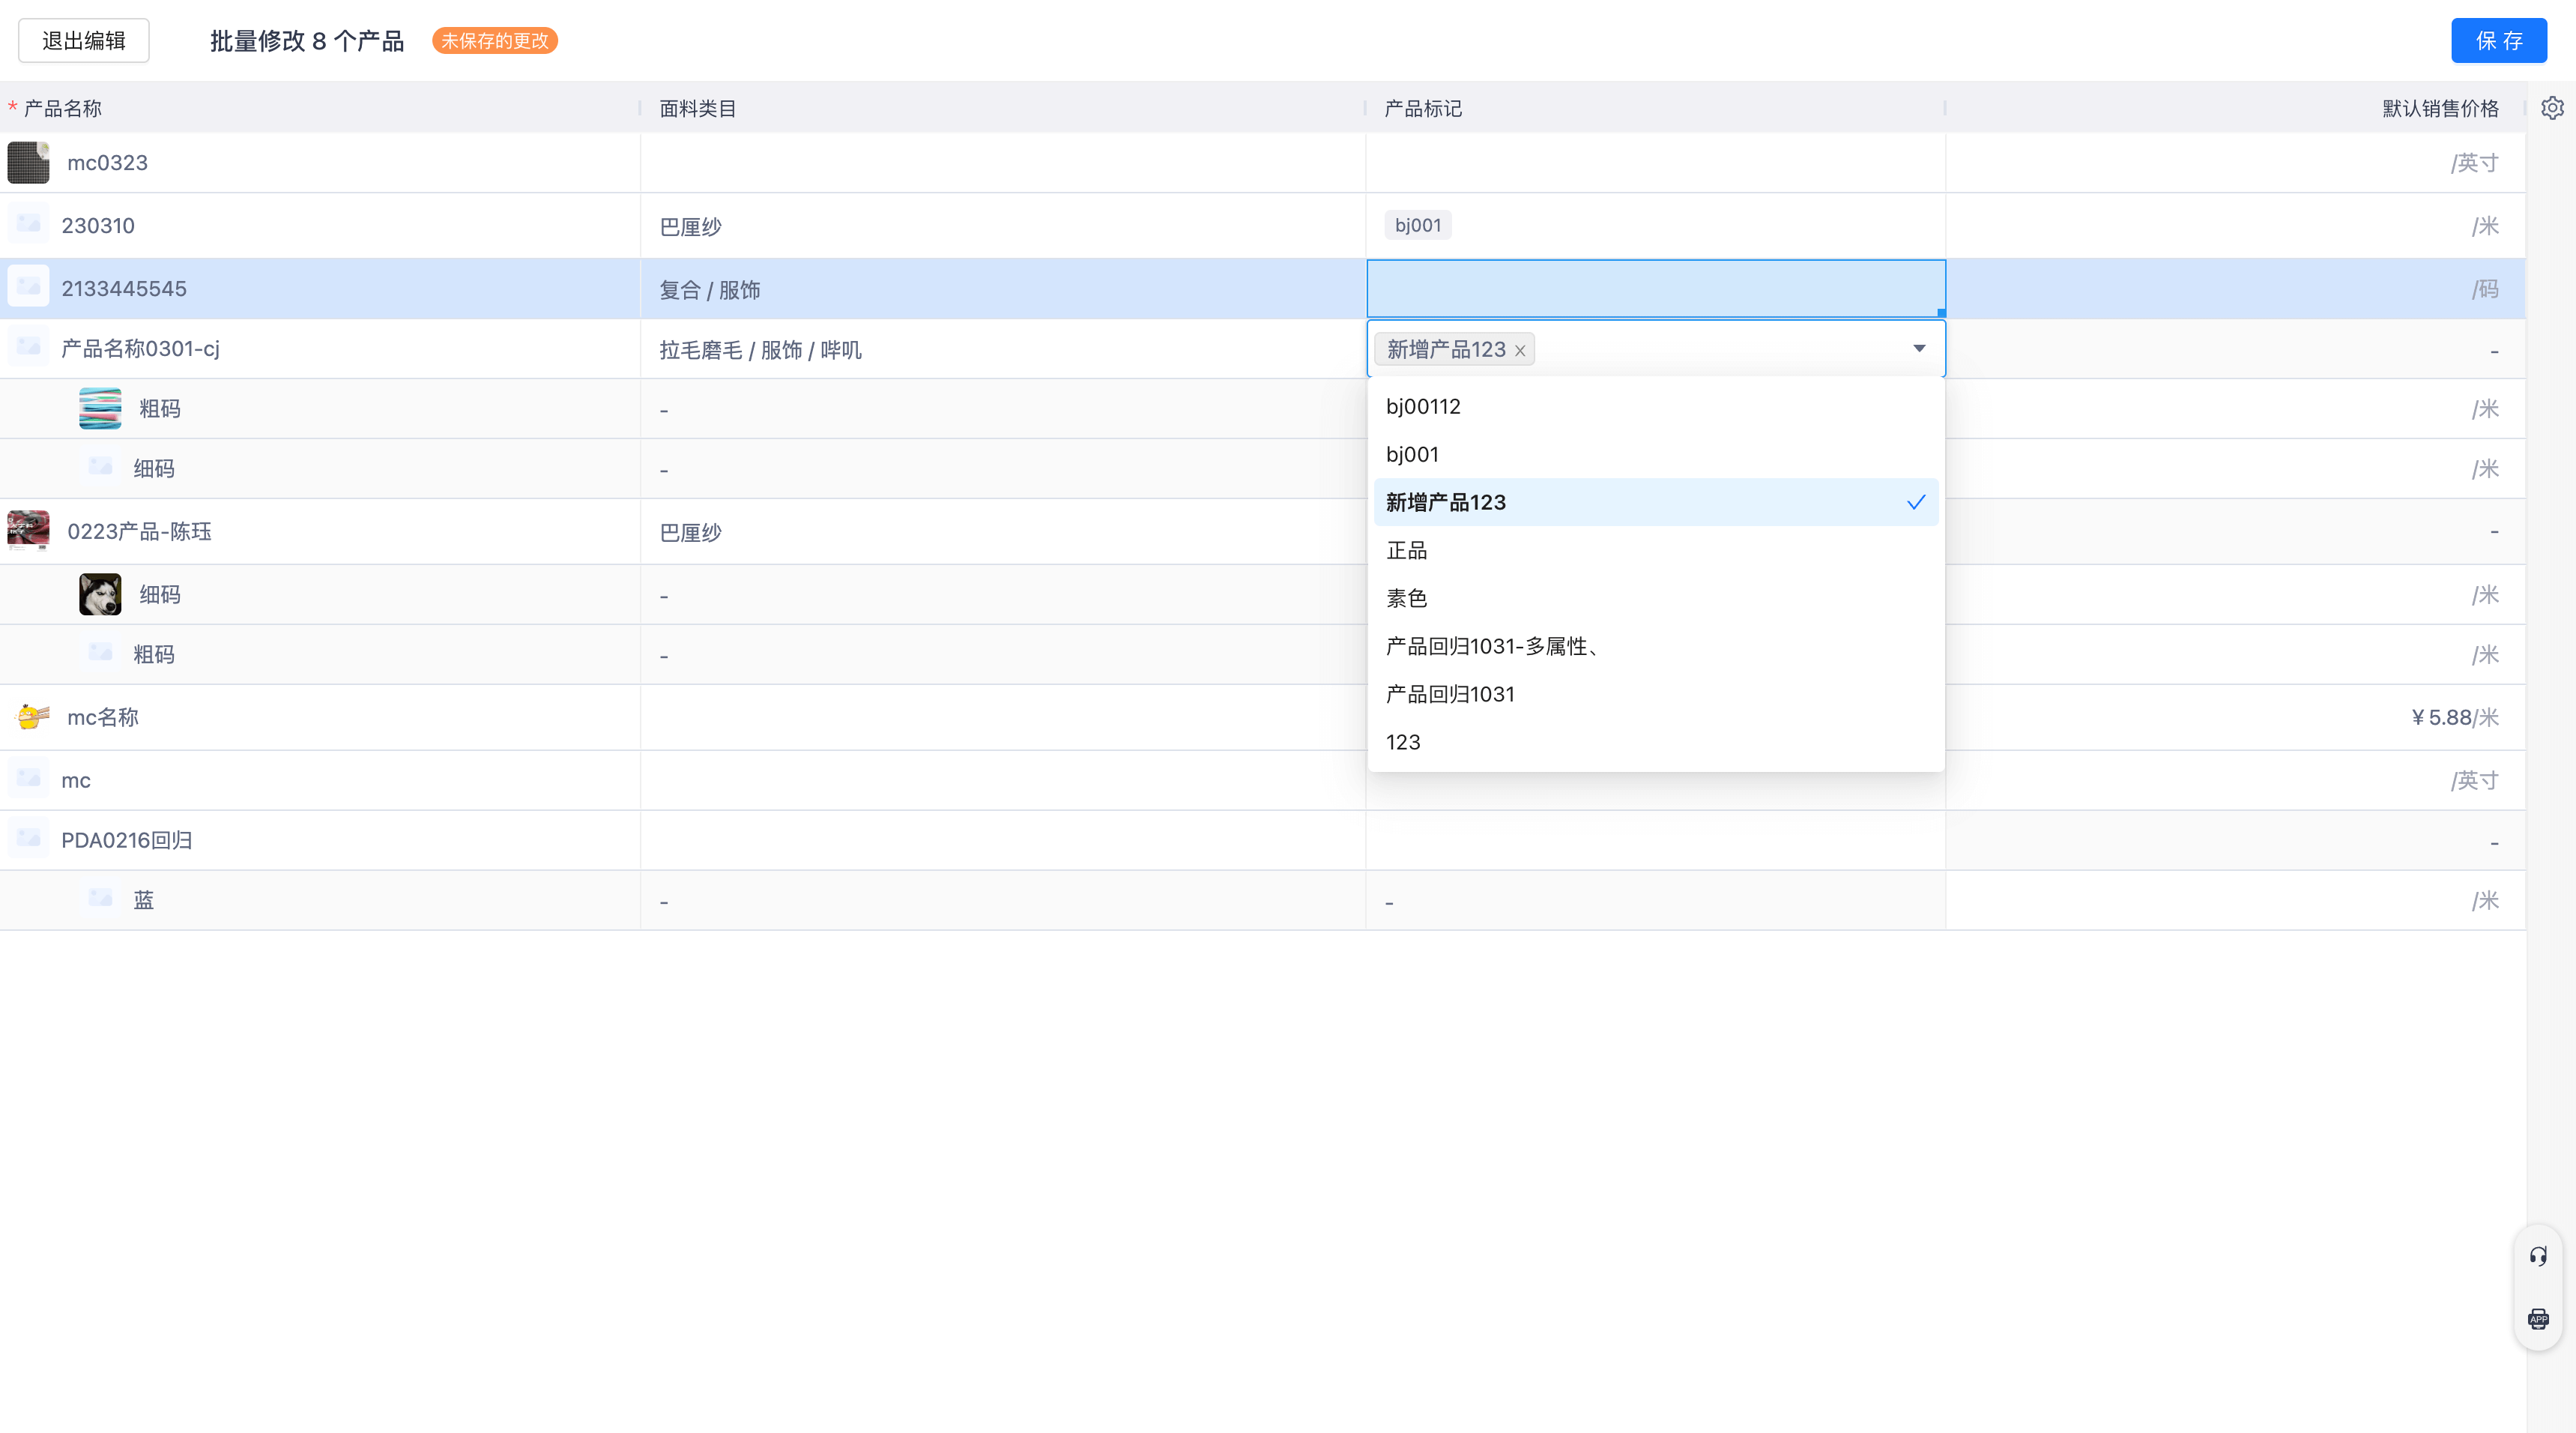 退出编辑
批量修改 8 个产品
未保存的更改
保存
* 产品名称 面料类目 产品标记 默认销售价格
mc0323 /英寸
230310 巴厘纱 bj001 /米
2133445545 复合 / 服饰 /码
产品名称0301-cj 拉毛磨毛 / 服饰 / 哔叽 新增产品123 × -
粗码 - /米
细码 - /米
0223产品-陈珏 巴厘纱 -
细码 - /米
粗码 - /米
mc名称 ¥ 5.88/米
mc /英寸
PDA0216回归 -
蓝 - - /米
bj00112
bj001
新增产品123
正品
素色
产品回归1031-多属性、
产品回归1031
123
APP